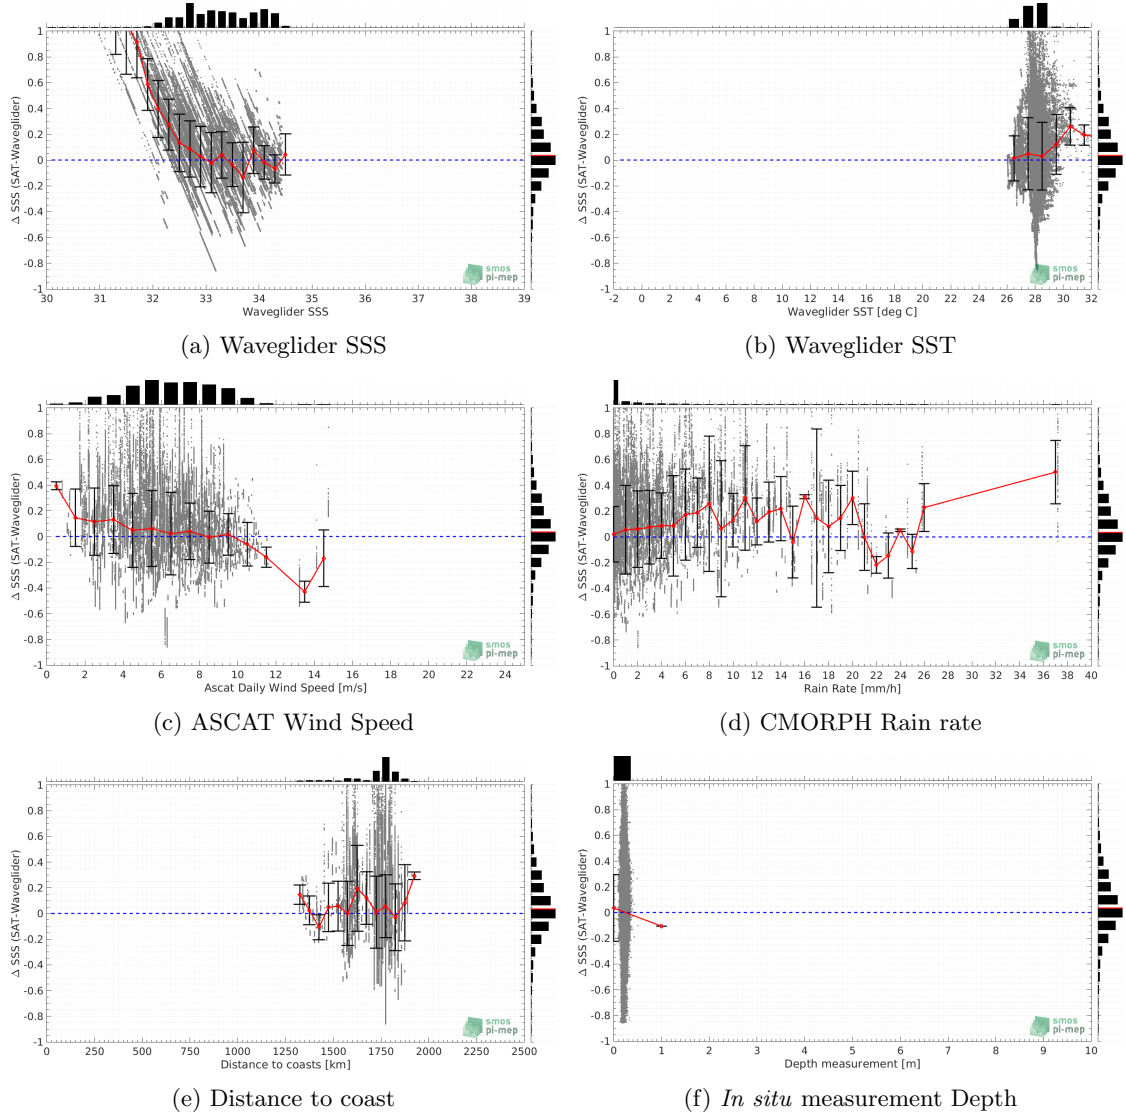 1
0.8
0.6
0.4
0.2
0
-0.2
-0.4
-0.6
-0.8
-1
Δ SSS (SAT-Waveglider)
smos
pi-mep
30 31 32 33 34 35 36 37 38 39
Waveglider SSS
(a) Waveglider SSS
1
0.8
0.6
0.4
0.2
0
-0.2
-0.4
-0.6
-0.8
-1
Δ SSS (SAT-Waveglider)
smos
pi-mep
-2 0 2 4 6 8 10 12 14 16 18 20 22 24 26 28 30 32
Waveglider SST [deg C]
(b) Waveglider SST
1
0.8
0.6
0.4
0.2
0
-0.2
-0.4
-0.6
-0.8
-1
Δ SSS (SAT-Waveglider)
smos
pi-mep
0 2 4 6 8 10 12 14 16 18 20 22 24
Ascat Daily Wind Speed [m/s]
(c) ASCAT Wind Speed
1
0.8
0.6
0.4
0.2
0
-0.2
-0.4
-0.6
-0.8
-1
Δ SSS (SAT-Waveglider)
smos
pi-mep
0 2 4 6 8 10 12 14 16 18 20 22 24 26 28 30 32 34 36 38 40
Rain Rate [mm/h]
(d) CMORPH Rain rate
1
0.8
0.6
0.4
0.2
0
-0.2
-0.4
-0.6
-0.8
-1
Δ SSS (SAT-Waveglider)
smos
pi-mep
0 250 500 750 1000 1250 1500 1750 2000 2250 2500
Distance to coasts [km]
(e) Distance to coast
1
0.8
0.6
0.4
0.2
0
-0.2
-0.4
-0.6
-0.8
-1
Δ SSS (SAT-Waveglider)
smos
pi-mep
0 1 2 3 4 5 6 7 8 9 10
Depth measurement [m]
(f) In situ measurement Depth